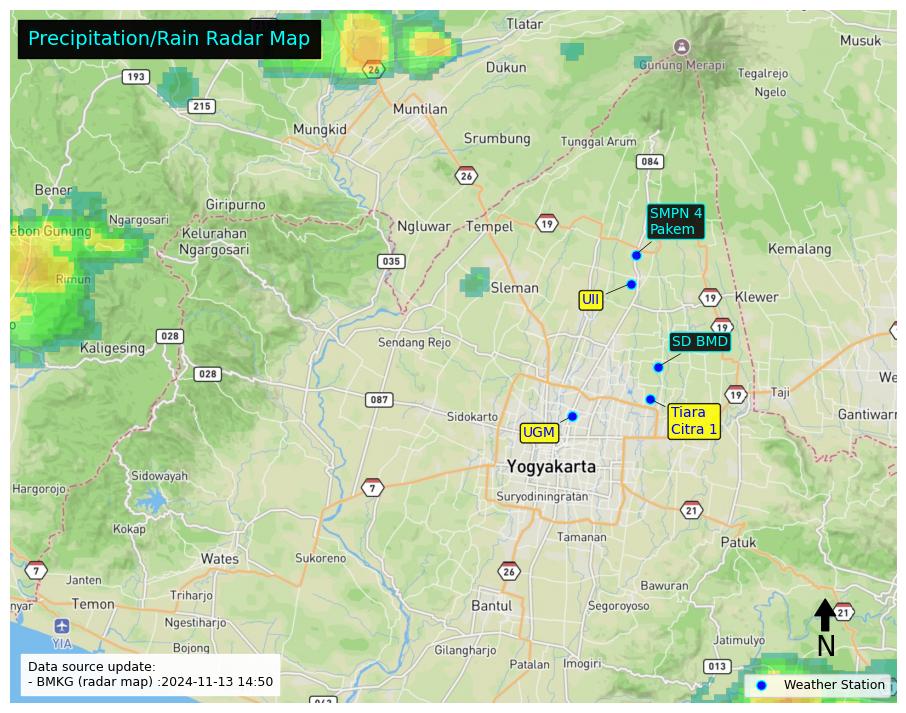 Precipitation/Rain Radar Map
Tlatar
Musuk
Gunung Merapi
193
26
Dukun
Tegalrejo
Ngelo
215
Muntilan
Mungkid
Srumbung
Tunggal Arum
084
26
Bener
Giripurno
SMPN 4
Pakem
Ngargosari
Ngluwar
Tempel
19
ebon Gunung
Kelurahan
Ngargosari
Kemalang
035
Rimun
Sleman
UII
19
Klewer
o
19
028
Sendang Rejo
SD BMD
Kaligesing
028
We
087
19
Taji
Sidokarto
Tiara
Citra 1
Gantiwarn
UGM
Yogyakarta
Sidowayah
7
Hargorojo
Suryodiningratan
21
Kokap
Tamanan
Patuk
Wates
Sukoreno
7
26
Janten
Bawuran
Triharjo
nyar
Temon
Bantul
Segoroyoso
21
Ngestiharjo
YIA
N
Bojong
Gilangharjo
Jatimulyo
Patalan
Imogiri
013
Data source update:
- BMKG (radar map) :2024-11-13 14:50
Weather Station